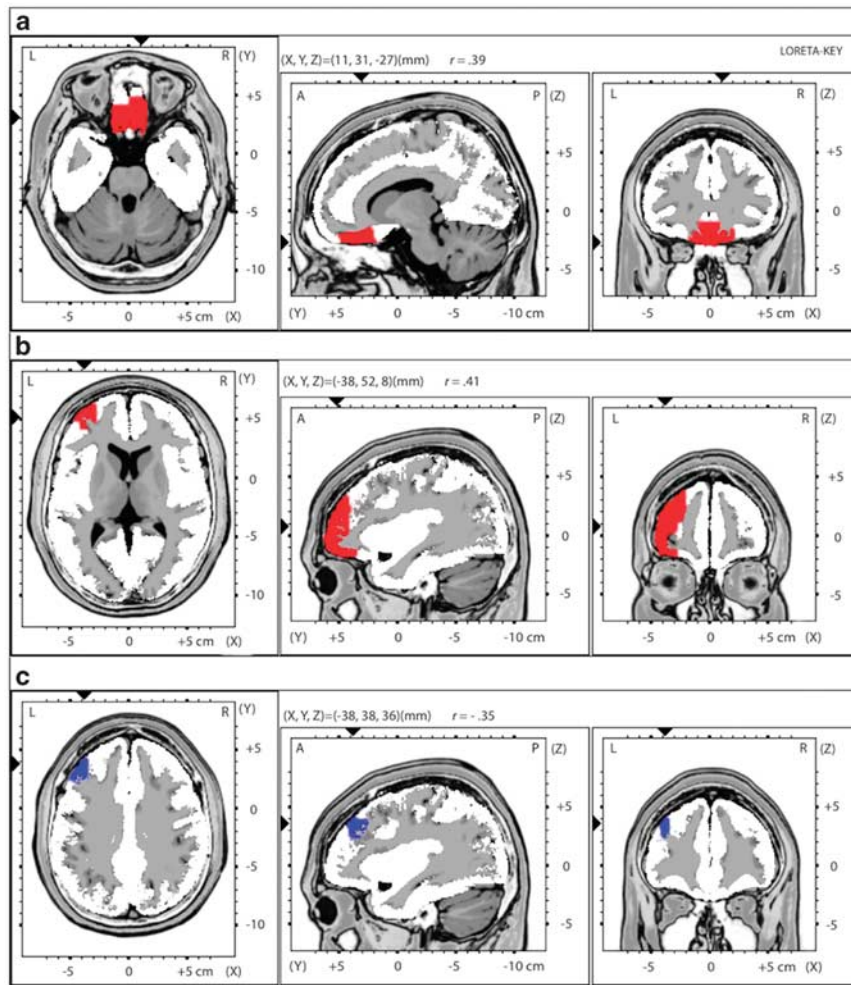 a
L R (Y) (X, Y, Z)=(11, 31, -27)(mm) r = .39 LORETA-KEY
A P (Z) L R (Z)
+5 +5 +5
0 0 0
-5 -5 -5
-10
-5 0 +5 cm (X) (Y) +5 0 -5 -10 cm -5 0 +5 cm (X)
b
L R (Y) (X, Y, Z)=(-38, 52, 8)(mm) r = .41
A P (Z) L R (Z)
+5 +5 +5
0 0 0
-5 -5 -5
-10
-5 0 +5 cm (X) (Y) +5 0 -5 -10 cm -5 0 +5 cm (X)
c
L R (Y) (X, Y, Z)=(-38, 38, 36)(mm) r = - .35
A P (Z) L R (Z)
+5 +5 +5
0 0 0
-5 -5 -5
-10
-5 0 +5 cm (X) (Y) +5 0 -5 -10 cm -5 0 +5 cm (X)